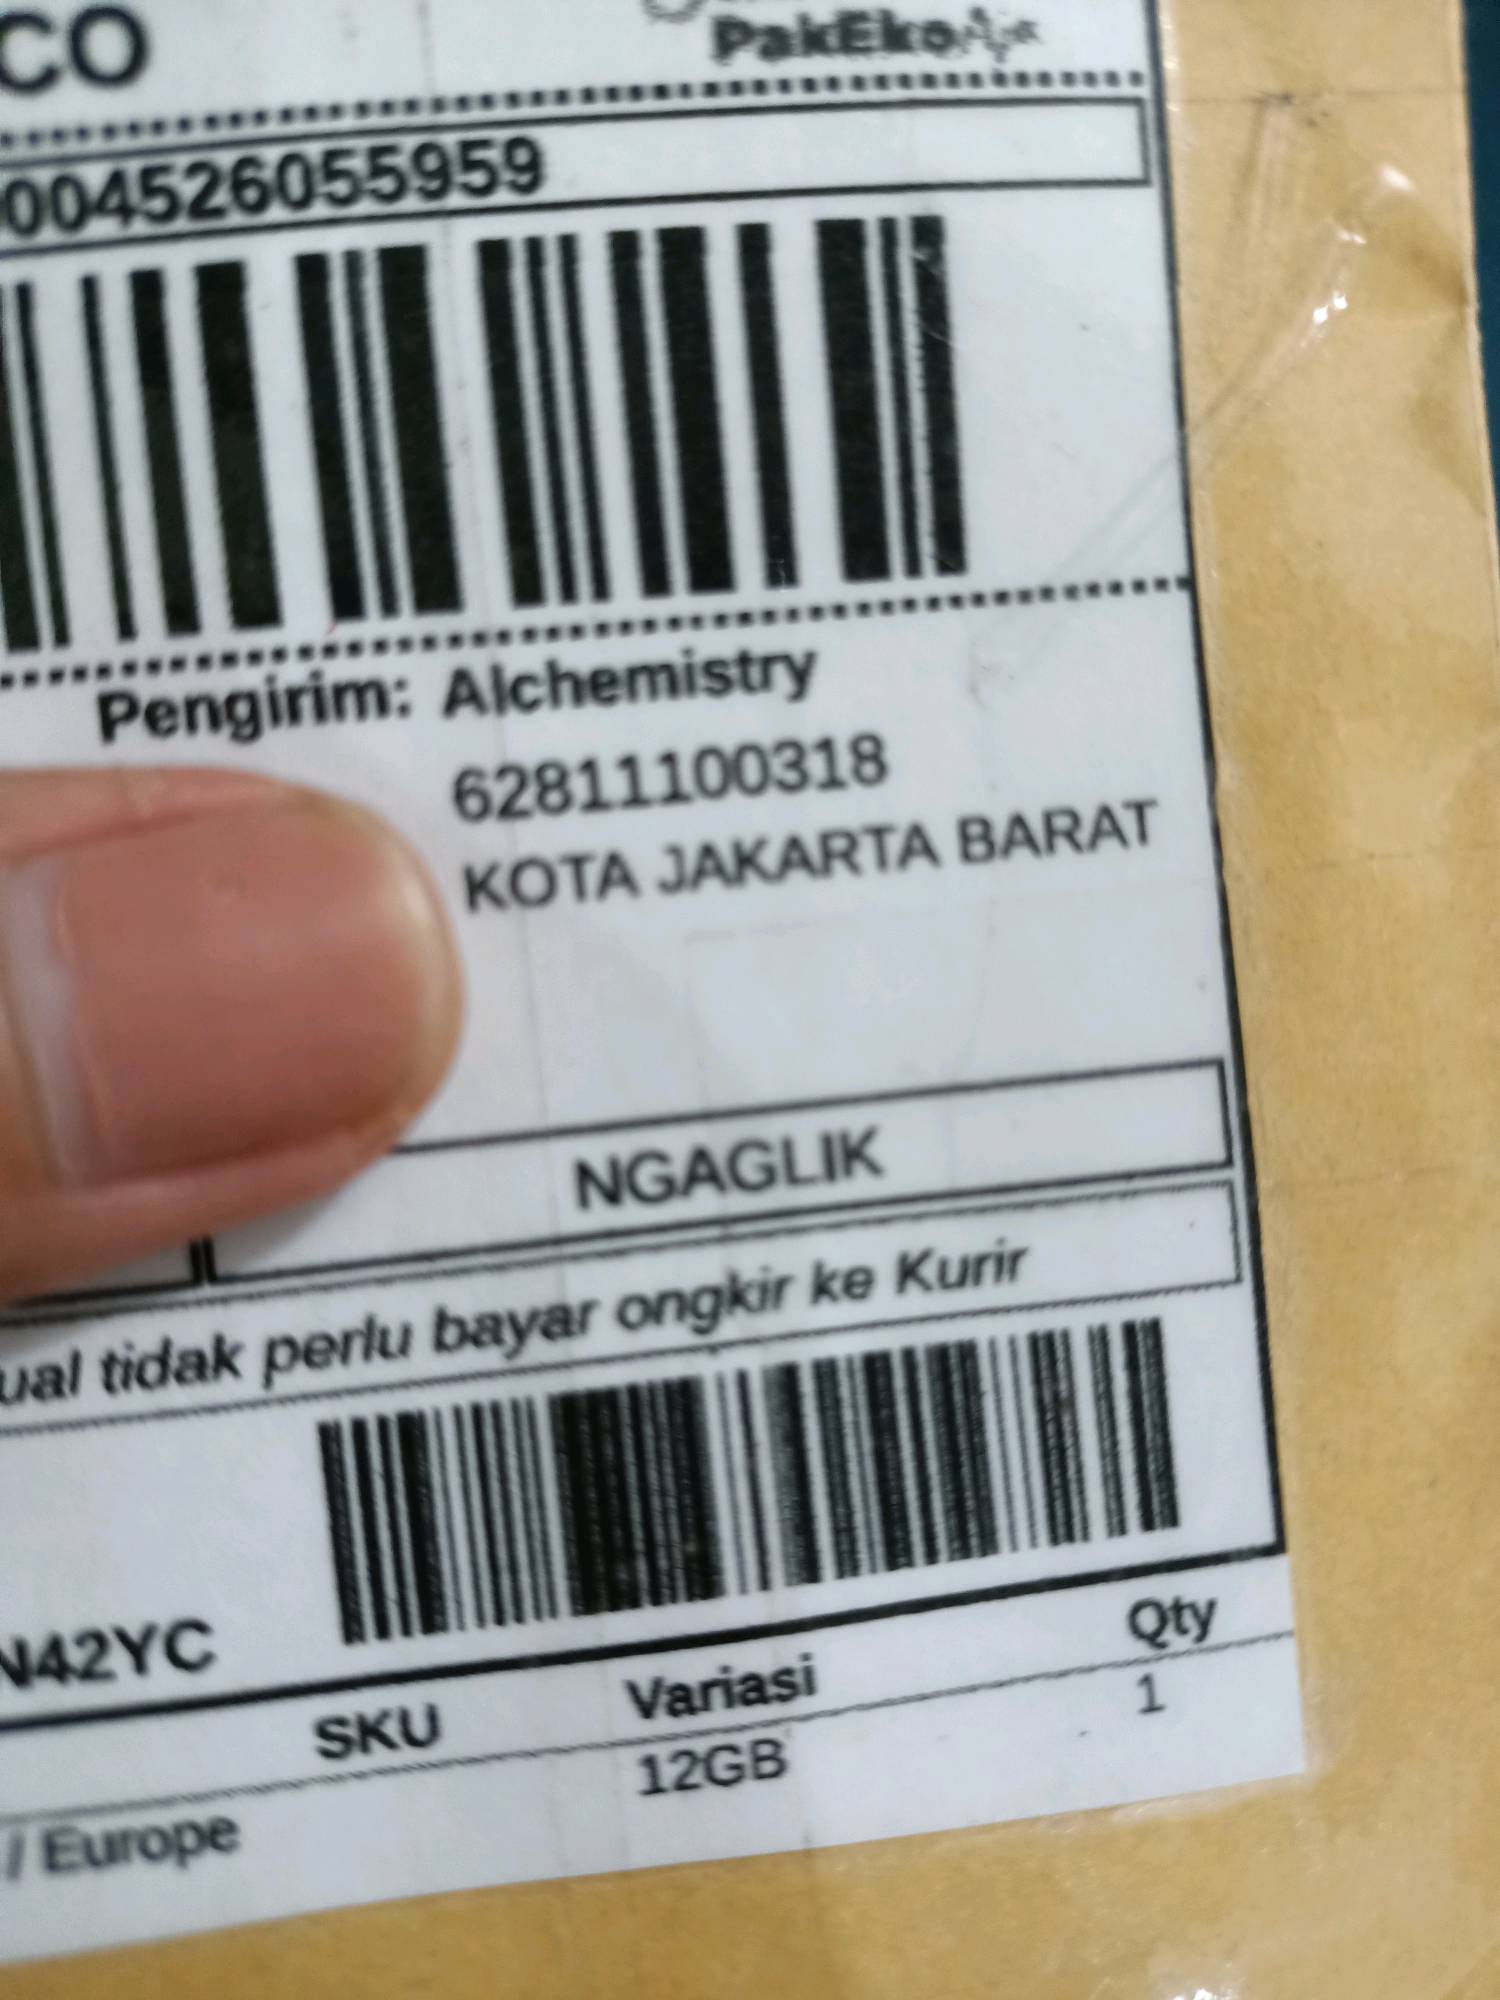 CO
PakEko
004526055959
Pengirim: Alchemistry
62811100318
KOTA JAKARTA BARAT
NGAGLIK
ual tidak perlu bayar ongkir ke Kurir
N42YC
SKU Variasi Qty
12GB 1
/ Europe